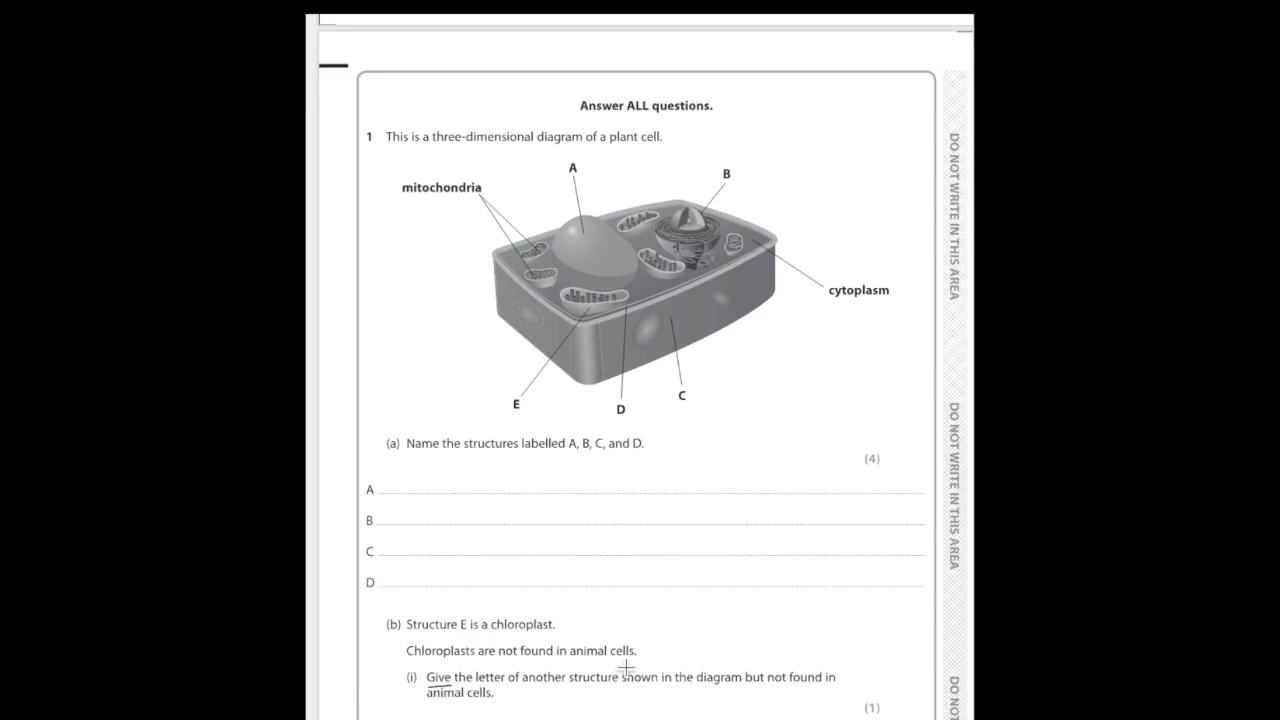 Answer ALL questions.
1 This is a three-dimensional diagram of a plant cell.
A
B
mitochondria
cytoplasm
E
D
C
(a) Name the structures labelled A, B, C, and D.
(4)
A
B
C
D
(b) Structure E is a chloroplast.
Chloroplasts are not found in animal cells.
(i) Give the letter of another structure shown in the diagram but not found in
animal cells.
(1)
DO NOT WRITE IN THIS AREA
DO NOT WRITE IN THIS AREA
DO NOT